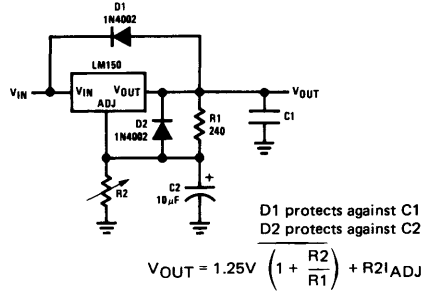 D1
1N4002
LM150
VIN
VIN
VOUT
VOUT
ADJ
D2
1N4002
R1
240
C1
R2
C2
10μF
+
D1 protects against C1
D2 protects against C2
VOUT = 1.25V (1 + R2/R1) + R2IADJ